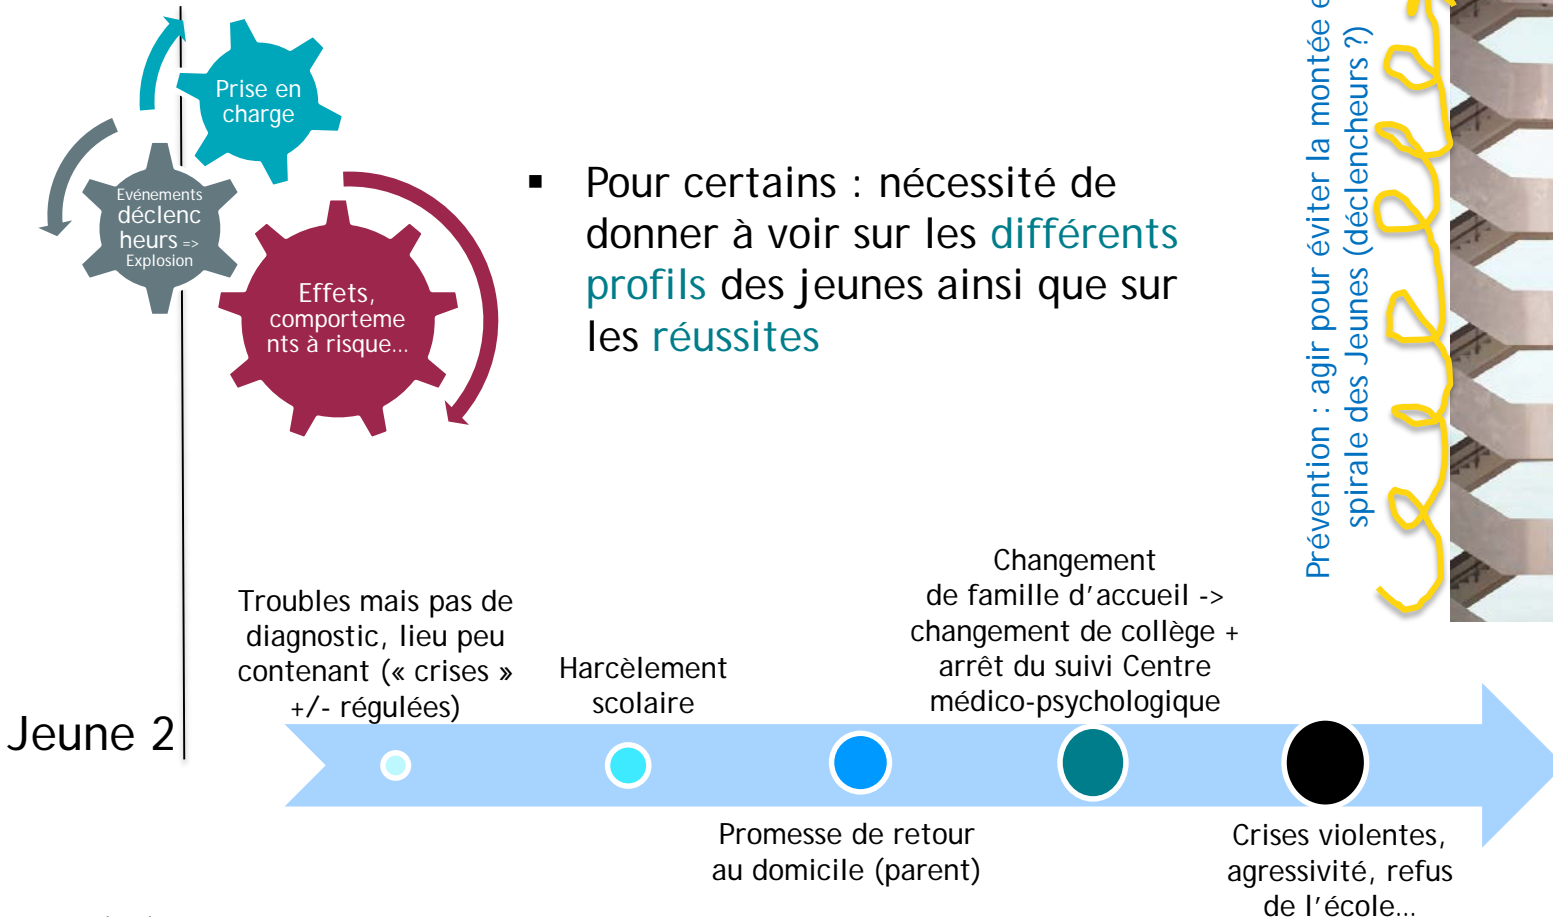 Prise en
charge
Evénements
déclenc
heurs =>
Explosion
Effets,
comporteme
nts à risque...
▪ Pour certains : nécessité de
donner à voir sur les différents
profils des jeunes ainsi que sur
les réussites
Prévention : agir pour éviter la montée
spirale des Jeunes (déclencheurs ?)
Jeune 2
Troubles mais pas de
diagnostic, lieu peu
contenant (« crises »
+/- régulées)
Harcèlement
scolaire
Promesse de retour
au domicile (parent)
Changement
de famille d’accueil ->
changement de collège +
arrêt du suivi Centre
médico-psychologique
Crises violentes,
agressivité, refus
de l’école…